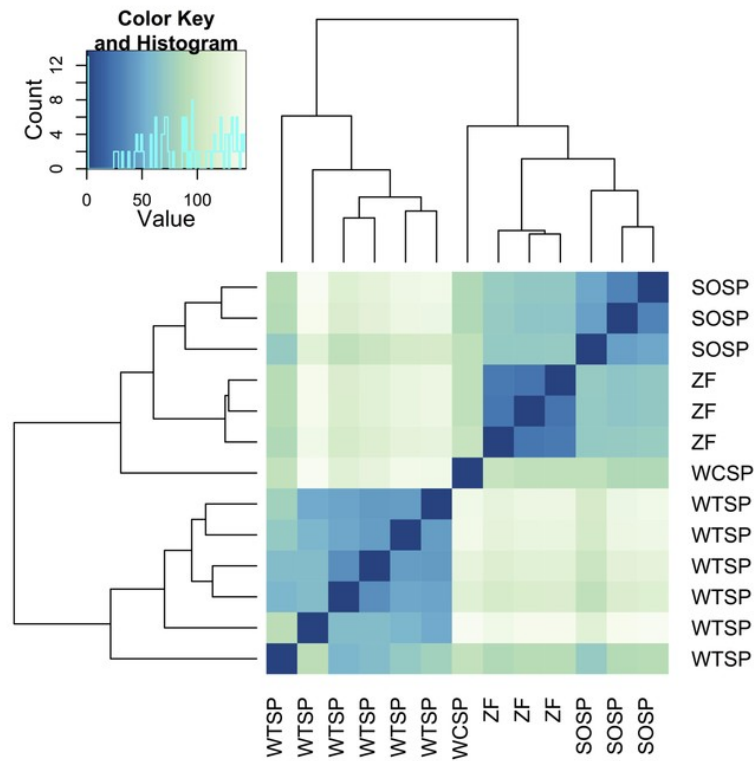 Color Key
and Histogram
Count
0 4 8 12
0 50 100
Value
SOSP
SOSP
SOSP
ZF
ZF
ZF
WCSP
WTSP
WTSP
WTSP
WTSP
WTSP
WTSP
WTSP WTSP WTSP WTSP WTSP WTSP WCSP ZF ZF ZF SOSP SOSP SOSP